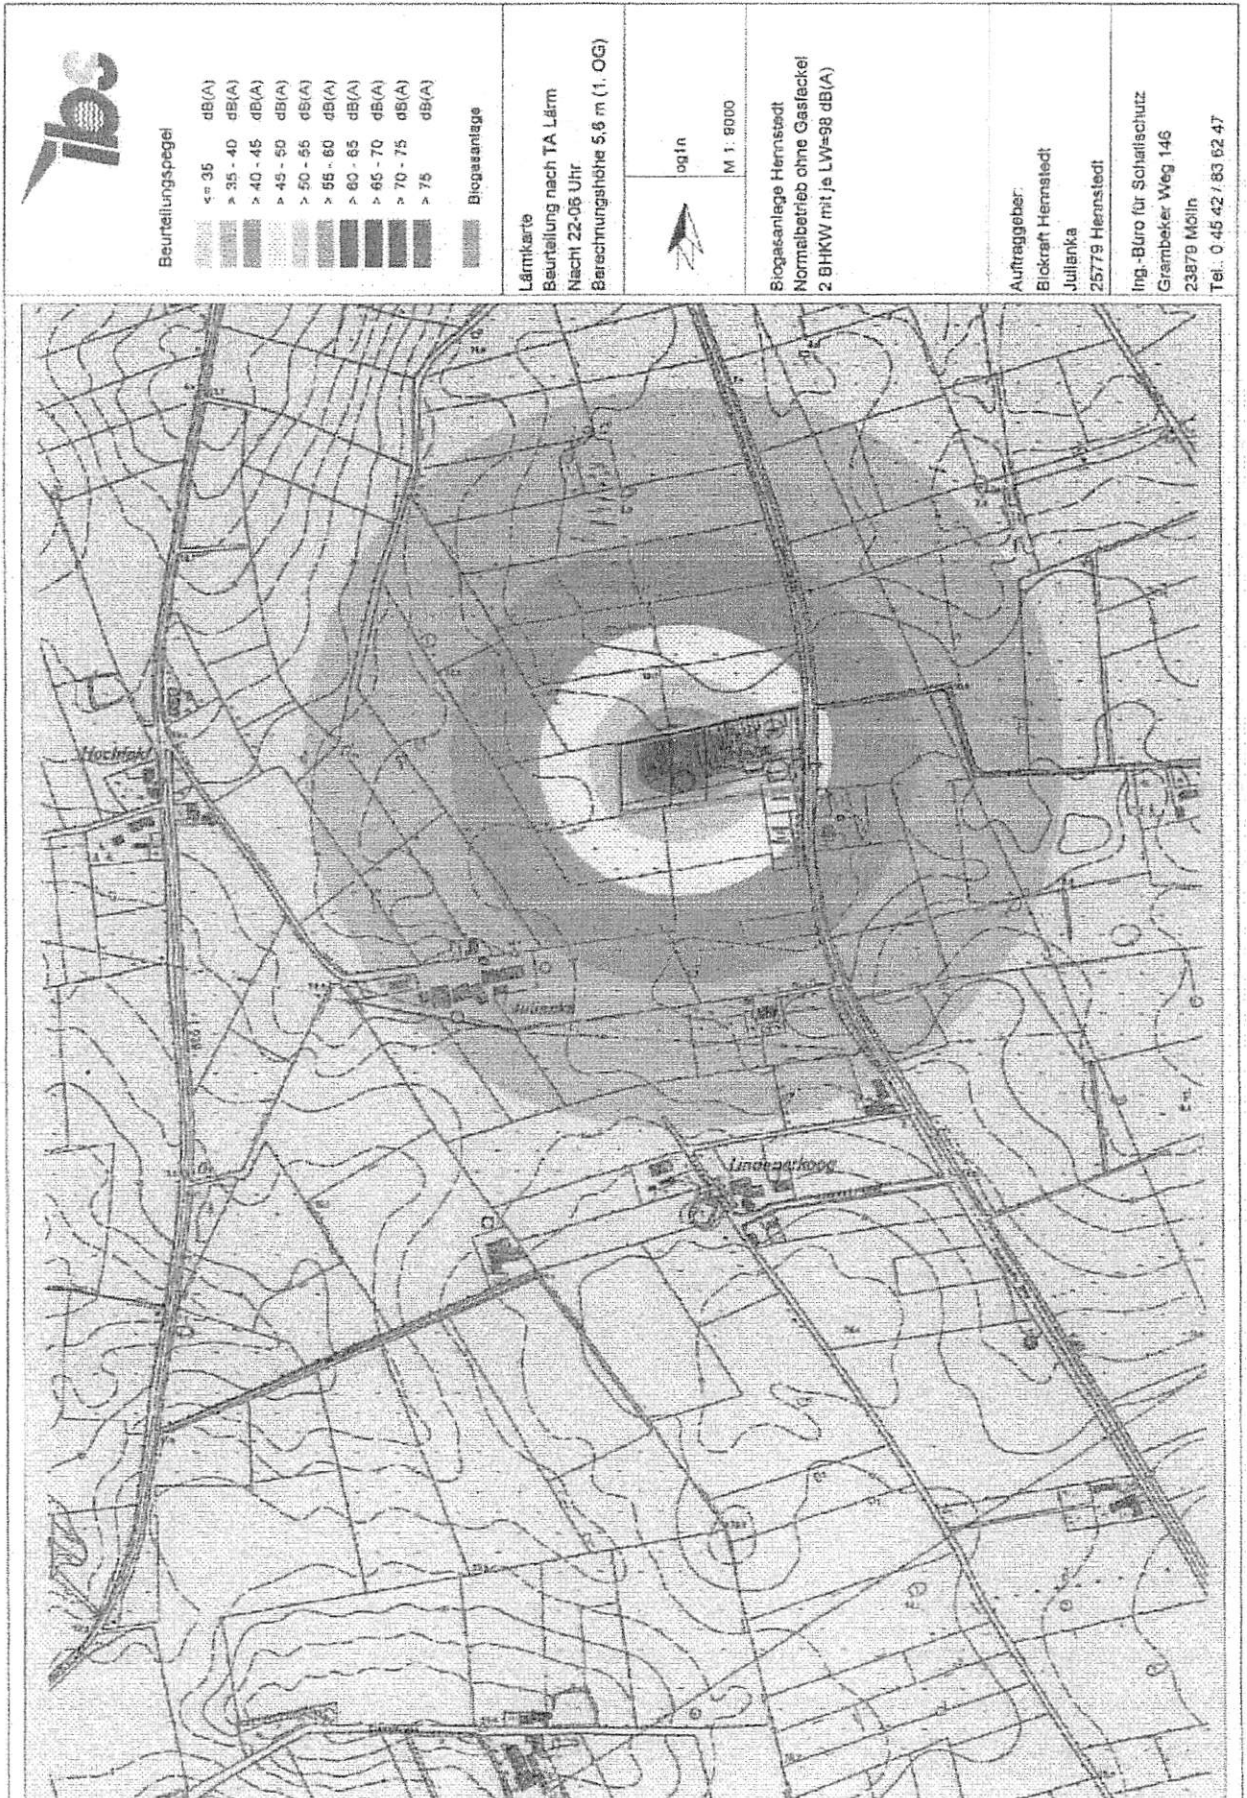 ibs
Beurteilungspegel
<= 35 dB(A)
> 35 - 40 dB(A)
> 40 - 45 dB(A)
> 45 - 50 dB(A)
> 50 - 55 dB(A)
> 55 - 60 dB(A)
> 60 - 65 dB(A)
> 65 - 70 dB(A)
> 70 - 75 dB(A)
> 75 dB(A)
Biogasanlage
Lärmkarte
Beurteilung nach TA Lärm
Nacht 22-06 Uhr
Berechnungshöhe 5,6 m (1. OG)
M 1: 9000
Biogasanlage Hennstedt
Normalbetrieb ohne Gasfackel
2 BHKW mit je LW=98 dB(A)
Auftraggeber:
Biokraft Hennstedt
Julianka
25779 Hennstedt
Ing.-Büro für Schallschutz
Grambeker Weg 146
23879 Mölln
Tel.: 0 45 42 / 83 62 47
Hochfeld
Julianka
Lindenerkoog